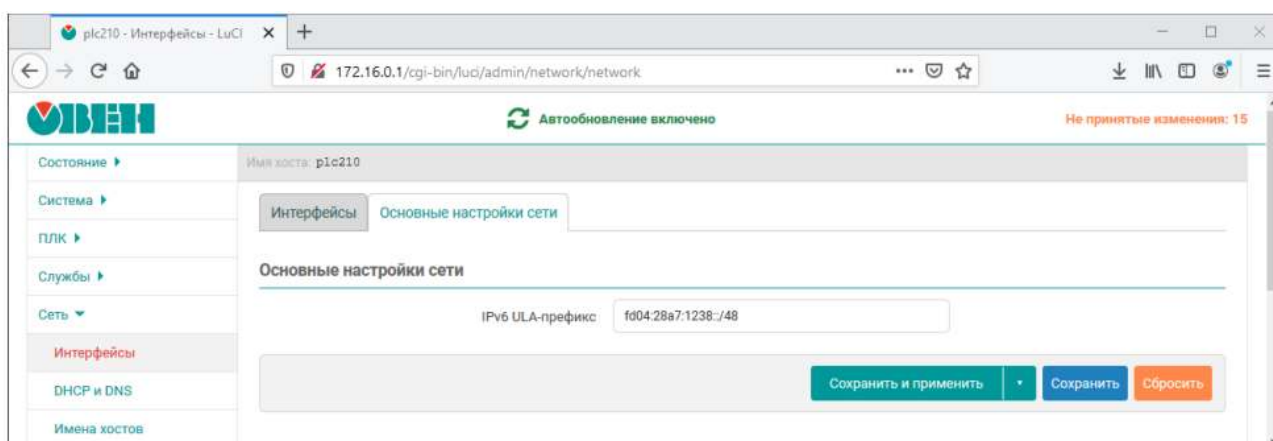 plc210 - Интерфейсы - LuCI
172.16.0.1/cgi-bin/luci/admin/network/network
ОВЕН
Автообновление включено
Не принятые изменения: 15
Состояние
Имя хоста: plc210
Система
Интерфейсы
Основные настройки сети
ПЛК
Службы
Основные настройки сети
Сеть
IPv6 ULA-префикс
fd04:28a7:1238::/48
Интерфейсы
Сохранить и применить
Сохранить
Сбросить
DHCP и DNS
Имена хостов